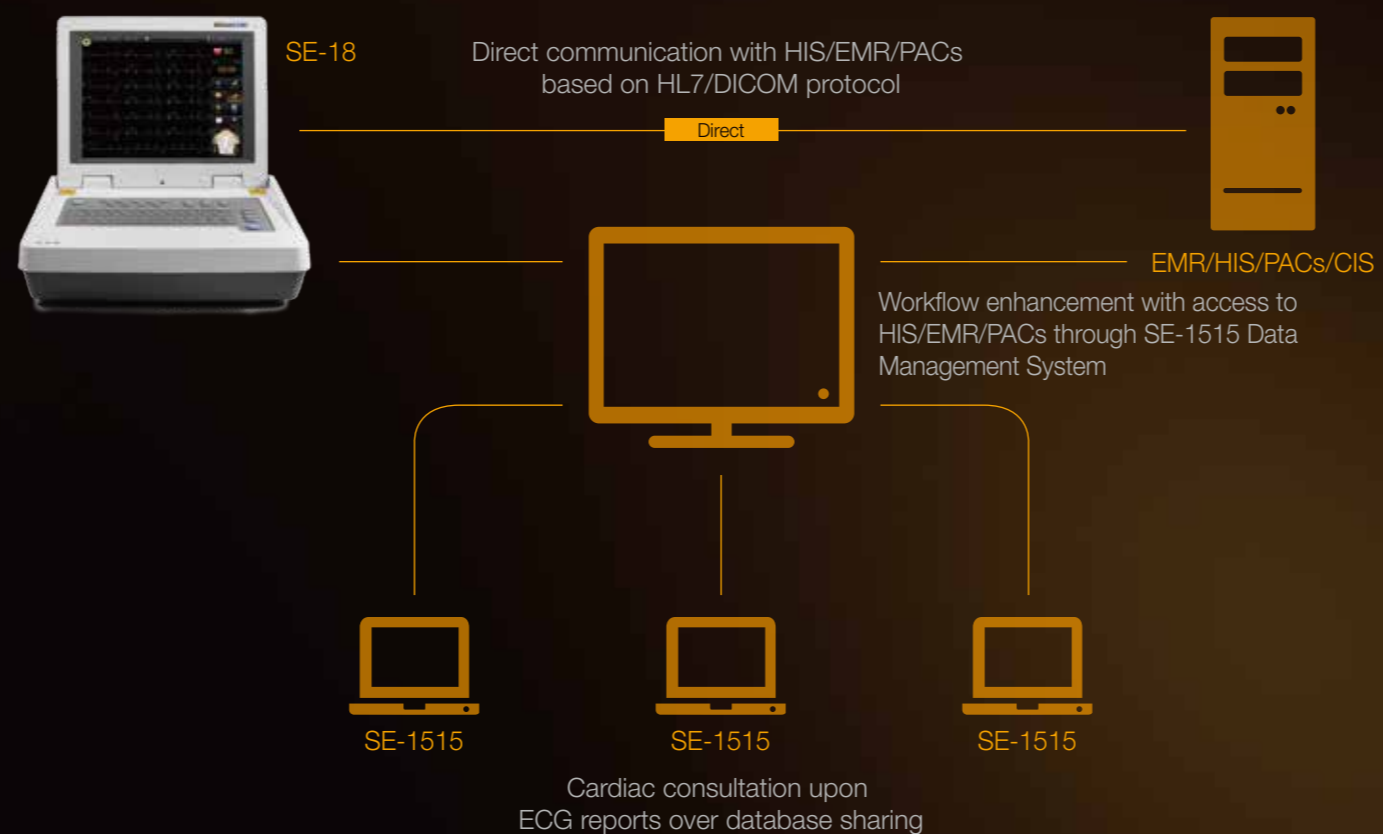 SE-18
Direct communication with HIS/EMR/PACs
based on HL7/DICOM protocol
Direct
EMR/HIS/PACs/CIS
Workflow enhancement with access to
HIS/EMR/PACs through SE-1515 Data
Management System
SE-1515
SE-1515
SE-1515
Cardiac consultation upon
ECG reports over database sharing